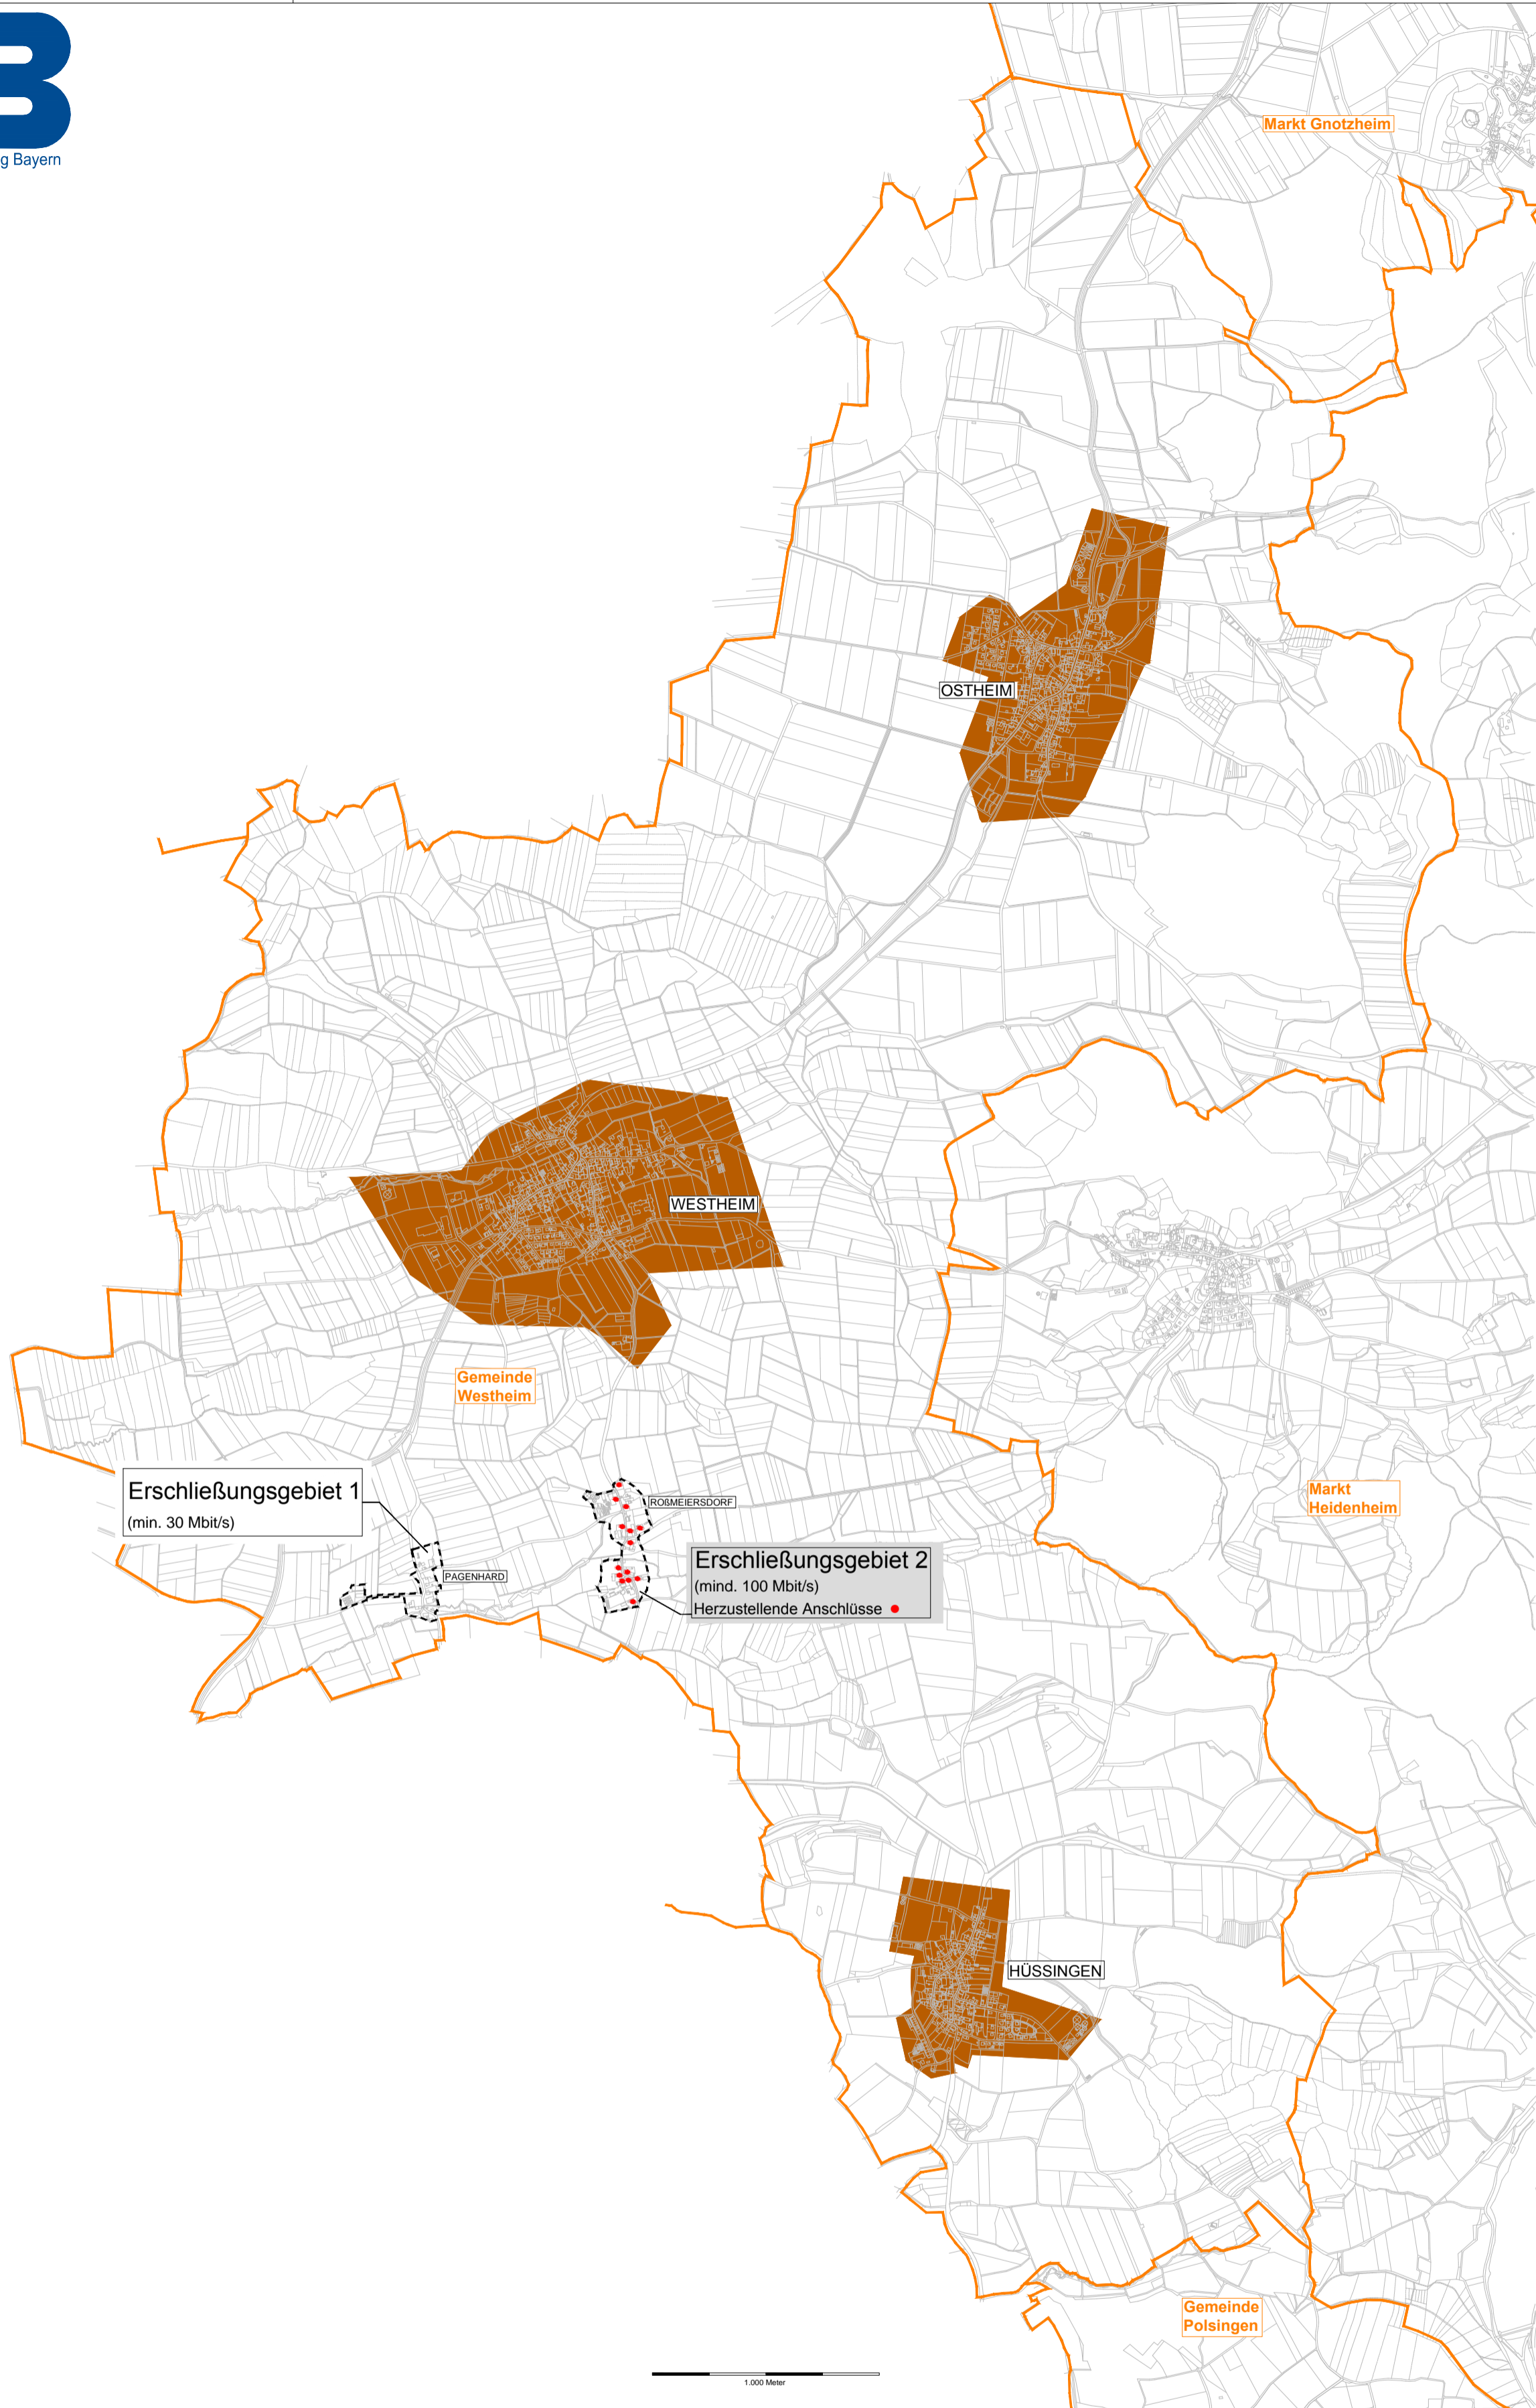 g Bayern
Markt Gnotzheim
OSTHEIM
WESTHEIM
Gemeinde
Westheim
Erschließungsgebiet 1
(min. 30 Mbit/s)
ROßMEIERSDORF
PAGENHARD
Erschließungsgebiet 2
(mind. 100 Mbit/s)
Herzustellende Anschlüsse
Markt
Heidenheim
HÜSSINGEN
Gemeinde
Polsingen
1.000 Meter